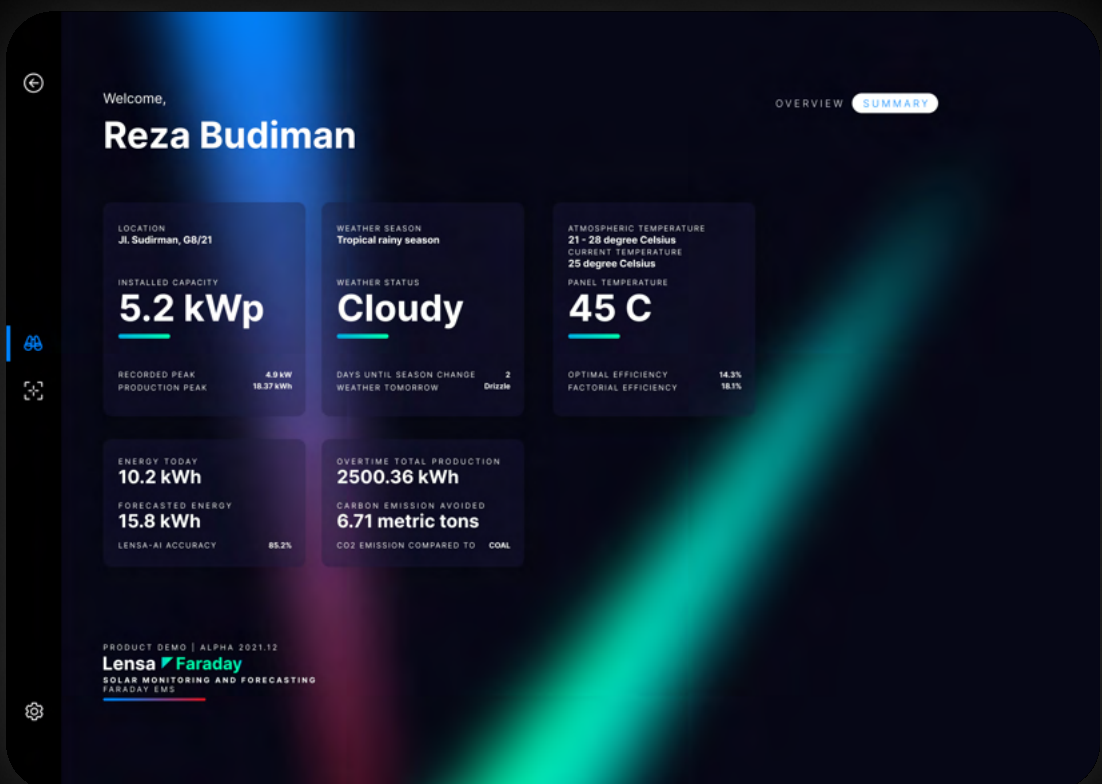 Welcome,
Reza Budiman
OVERVIEW SUMMARY
LOCATION
Jl. Sudirman, G8/21
INSTALLED CAPACITY
5.2 kWp
RECORDED PEAK 4.9 kW
PRODUCTION PEAK 18.37 kWh
WEATHER SEASON
Tropical rainy season
WEATHER STATUS
Cloudy
DAYS UNTIL SEASON CHANGE 2
WEATHER TOMORROW Drizzle
ATMOSPHERIC TEMPERATURE
21 - 28 degree Celsius
CURRENT TEMPERATURE
25 degree Celsius
PANEL TEMPERATURE
45 C
OPTIMAL EFFICIENCY 14.3%
FACTORIAL EFFICIENCY 18.1%
ENERGY TODAY
10.2 kWh
FORECASTED ENERGY
15.8 kWh
LENSA-AI ACCURACY 85.2%
OVERTIME TOTAL PRODUCTION
2500.36 kWh
CARBON EMISSION AVOIDED
6.71 metric tons
CO2 EMISSION COMPARED TO COAL
PRODUCT DEMO | ALPHA 2021.12
Lensa Faraday
SOLAR MONITORING AND FORECASTING
FARADAY EMS